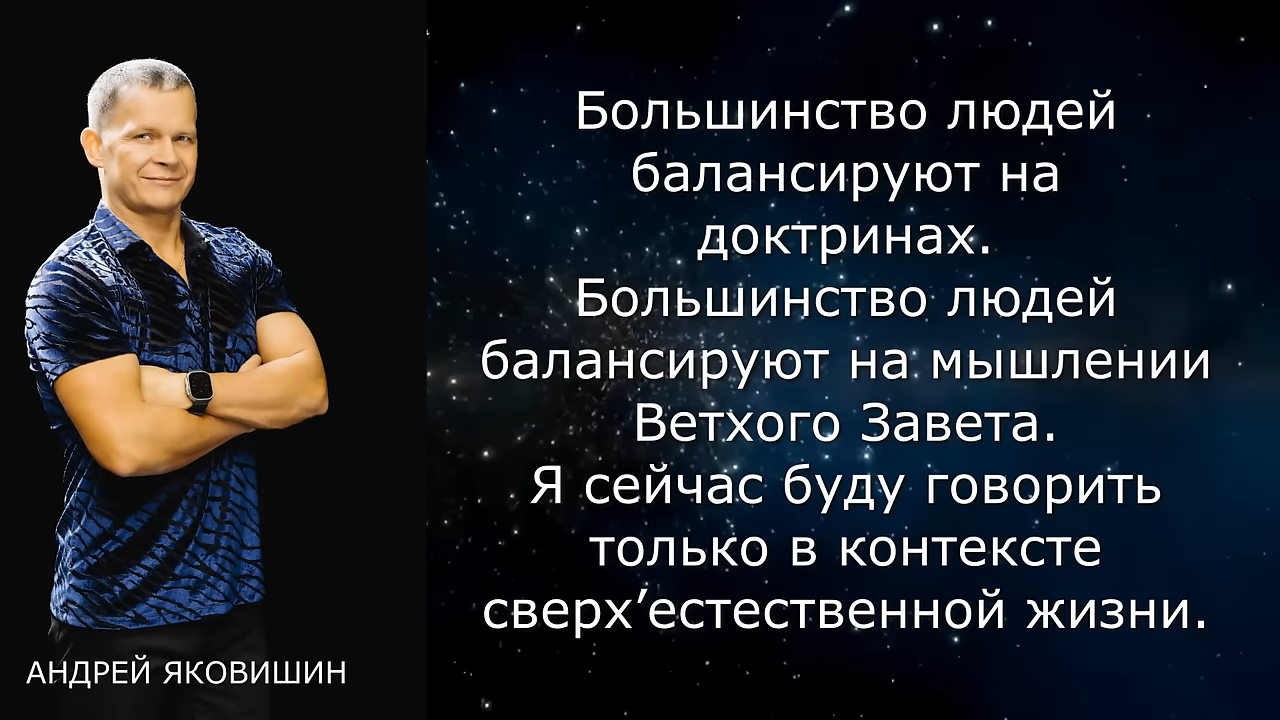 Большинство людей
балансируют на
доктринах.
Большинство людей
балансируют на мышлении
Ветхого Завета.
Я сейчас буду говорить
только в контексте
сверх’естественной жизни.
АНДРЕЙ ЯКОВИШИН